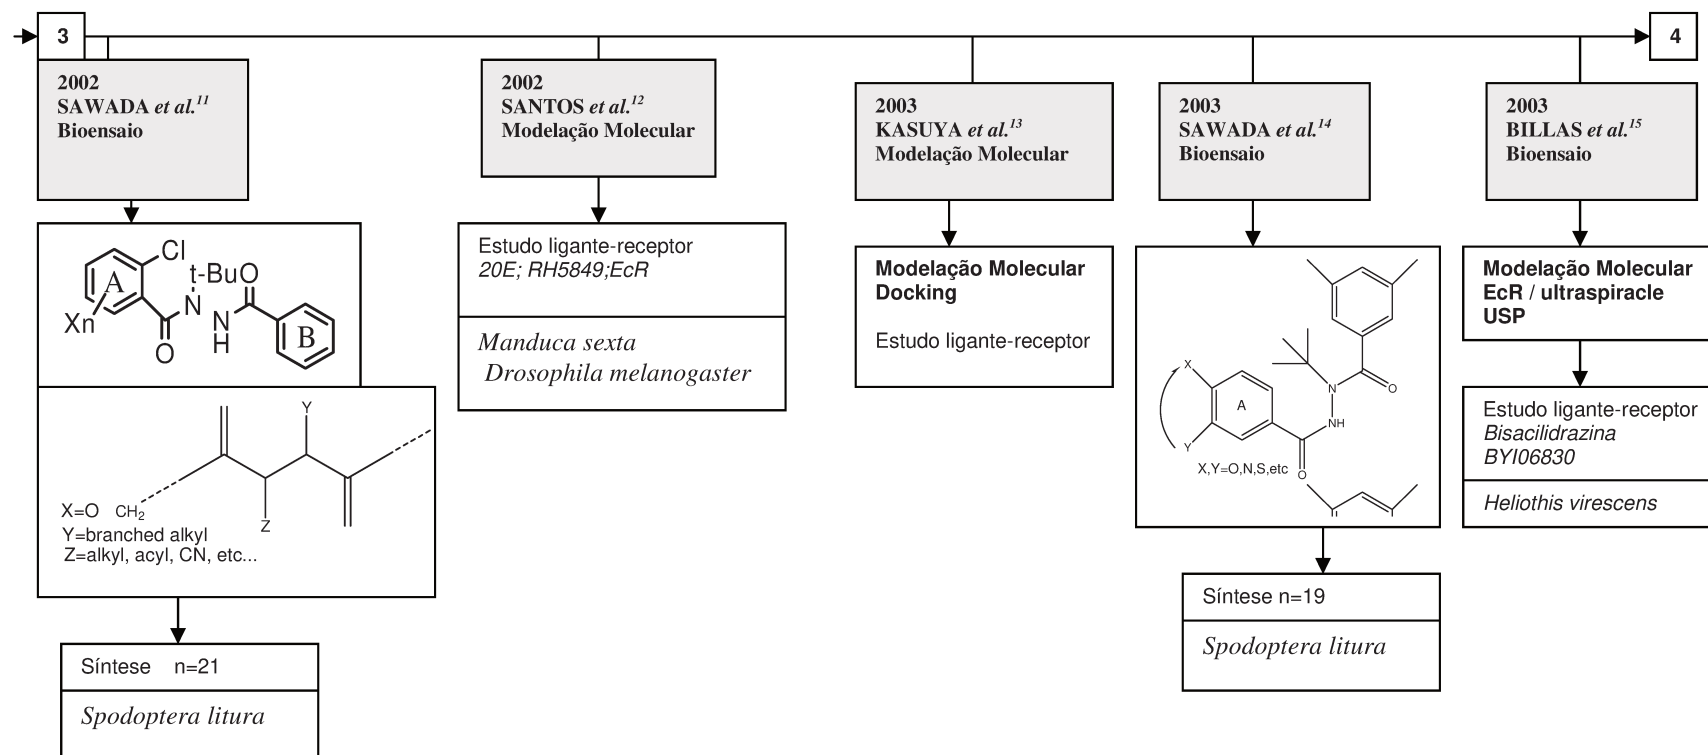 3
4
2002
SAWADA et al.11
Bioensaio
2002
SANTOS et al.12
Modelação Molecular
2003
KASUYA et al.13
Modelação Molecular
2003
SAWADA et al.14
Bioensaio
2003
BILLAS et al.15
Bioensaio
Cl
A
t-Bu
O
N
Xn
N
H
B
O
Y
Z
X=O CH2
Y=branched alkyl
Z=alkyl, acyl, CN, etc...
Síntese n=21
Spodoptera litura
Estudo ligante-receptor
20E; RH5849;EcR
Manduca sexta
Drosophila melanogaster
Modelação Molecular
Docking
Estudo ligante-receptor
X
A
N
O
NH
Y
X,Y=O,N,S,etc
O
Síntese n=19
Spodoptera litura
Modelação Molecular
EcR / ultraspiracle
USP
Estudo ligante-receptor
Bisacilidrazina
BYI06830
Heliothis virescens